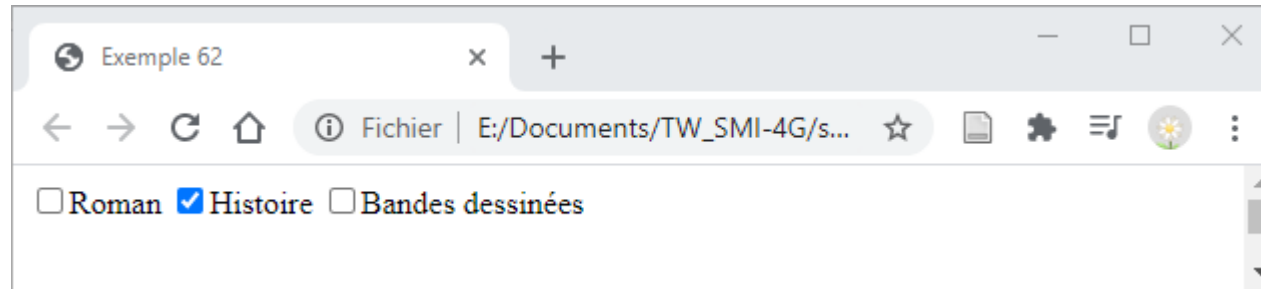 Exemple 62
Fichier E:/Documents/TW_SMI-4G/s...
Roman Histoire Bandes dessinées